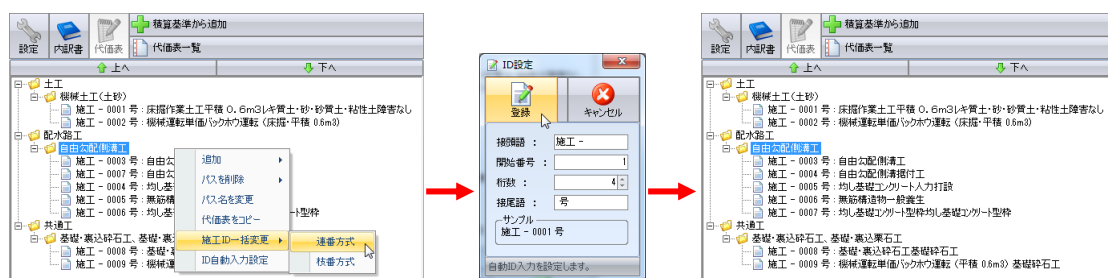 設定
内訳書
代価表
積算基準から追加
代価表一覧
上へ
下へ
土工
機械土工(土砂)
施工 - 0001 号 : 床掘作業土工平積 0.6m3レキ質土・砂・砂質土・粘性土障害なし
施工 - 0002 号 : 機械運転単価バックホウ運転 (床掘・平積 0.6m3)
配水路工
自由勾配側溝工
施工 - 0003 号 : 自由勾
施工 - 0007 号 : 自由勾
施工 - 0004 号 : 均し基
施工 - 0005 号 : 無筋構
施工 - 0006 号 : 均し基
ート型枠
共通工
基礎・裏込砕石工、基礎・裏
施工 - 0008 号 : 基礎・
施工 - 0009 号 : 機械運
追加
パスを削除
パス名を変更
代価表をコピー
施工ID一括変更
ID自動入力設定
連番方式
枝番方式
ID設定
登録
キャンセル
接頭語 :
施工 -
開始番号 :
1
桁数 :
4
接尾語 :
号
サンプル
施工 - 0001 号
自動ID入力を設定します。
設定
内訳書
代価表
積算基準から追加
代価表一覧
上へ
下へ
土工
機械土工(土砂)
施工 - 0001 号 : 床掘作業土工平積 0.6m3レキ質土・砂・砂質土・粘性土障害なし
施工 - 0002 号 : 機械運転単価バックホウ運転 (床掘・平積 0.6m3)
配水路工
自由勾配側溝工
施工 - 0003 号 : 自由勾配側溝工
施工 - 0004 号 : 自由勾配側溝据付工
施工 - 0005 号 : 均し基礎コンクリート人力打設
施工 - 0006 号 : 無筋構造物一般養生
施工 - 0007 号 : 均し基礎コンクリート型枠均し基礎コンクリート型枠
共通工
基礎・裏込砕石工、基礎・裏込栗石工
施工 - 0008 号 : 基礎・裏込砕石工基礎砕石工
施工 - 0009 号 : 機械運転単価バックホウ運転 (平積 0.6m3) 基礎砕石工